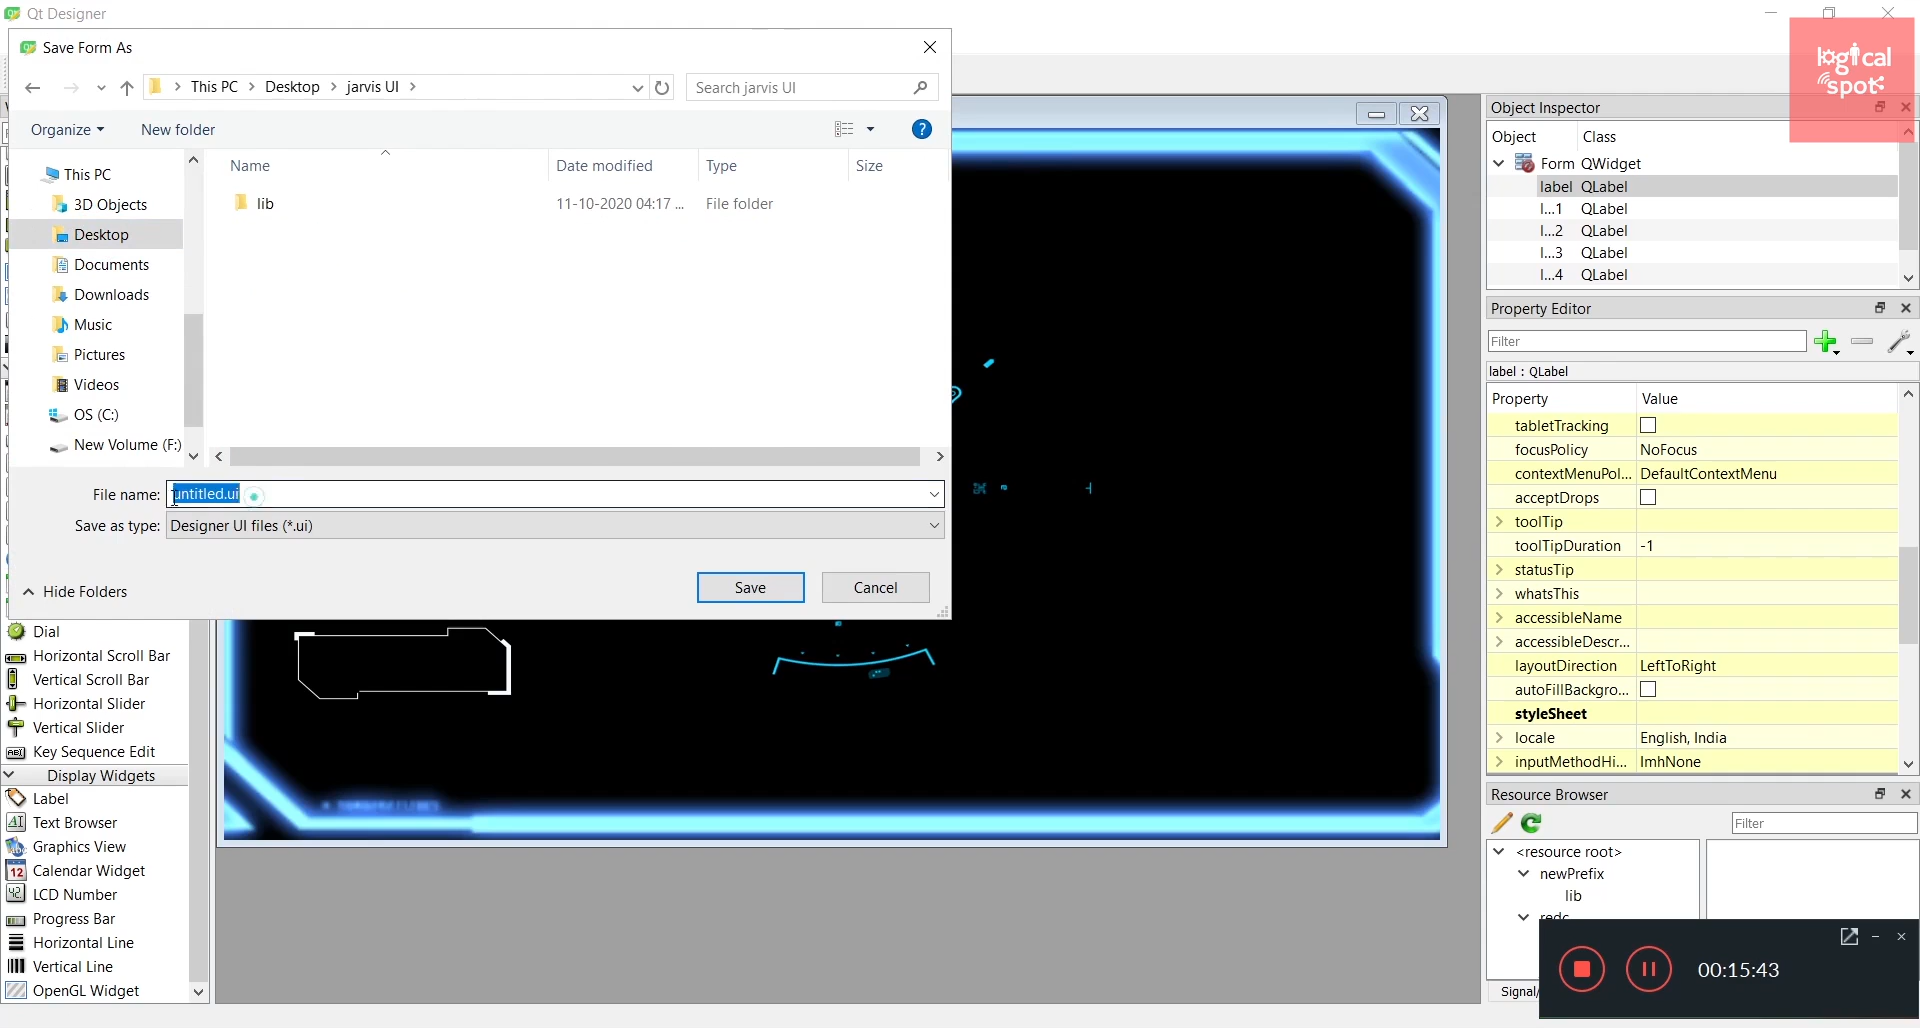 Qt Designer
Save Form As
This PC
Desktop
jarvis UI
Search jarvis UI
Organize
New folder
Name
Date modified
Type
Size
This PC
3D Objects
Desktop
Documents
Downloads
Music
Pictures
Videos
OS (C:)
New Volume (F:)
lib
11-10-2020 04:17 ...
File folder
File name:
untitled.ui
Save as type:
Designer UI files (*.ui)
Hide Folders
Save
Cancel
Dial
Horizontal Scroll Bar
Vertical Scroll Bar
Horizontal Slider
Vertical Slider
Key Sequence Edit
Display Widgets
Label
Text Browser
Graphics View
Calendar Widget
LCD Number
Progress Bar
Horizontal Line
Vertical Line
OpenGL Widget
logical
spot
Object Inspector
Object Class
Form QWidget
label QLabel
l...1 QLabel
l...2 QLabel
l...3 QLabel
l...4 QLabel
Property Editor
Filter
label : QLabel
Property Value
tabletTracking
focusPolicy NoFocus
contextMenuPol... DefaultContextMenu
acceptDrops
toolTip
toolTipDuration -1
statusTip
whatsThis
accessibleName
accessibleDescr...
layoutDirection LeftToRight
autoFillBackgro...
styleSheet
locale English, India
inputMethodHi... ImhNone
Resource Browser
Filter
<resource root>
newPrefix
lib
redc
Signal/
00:15:43